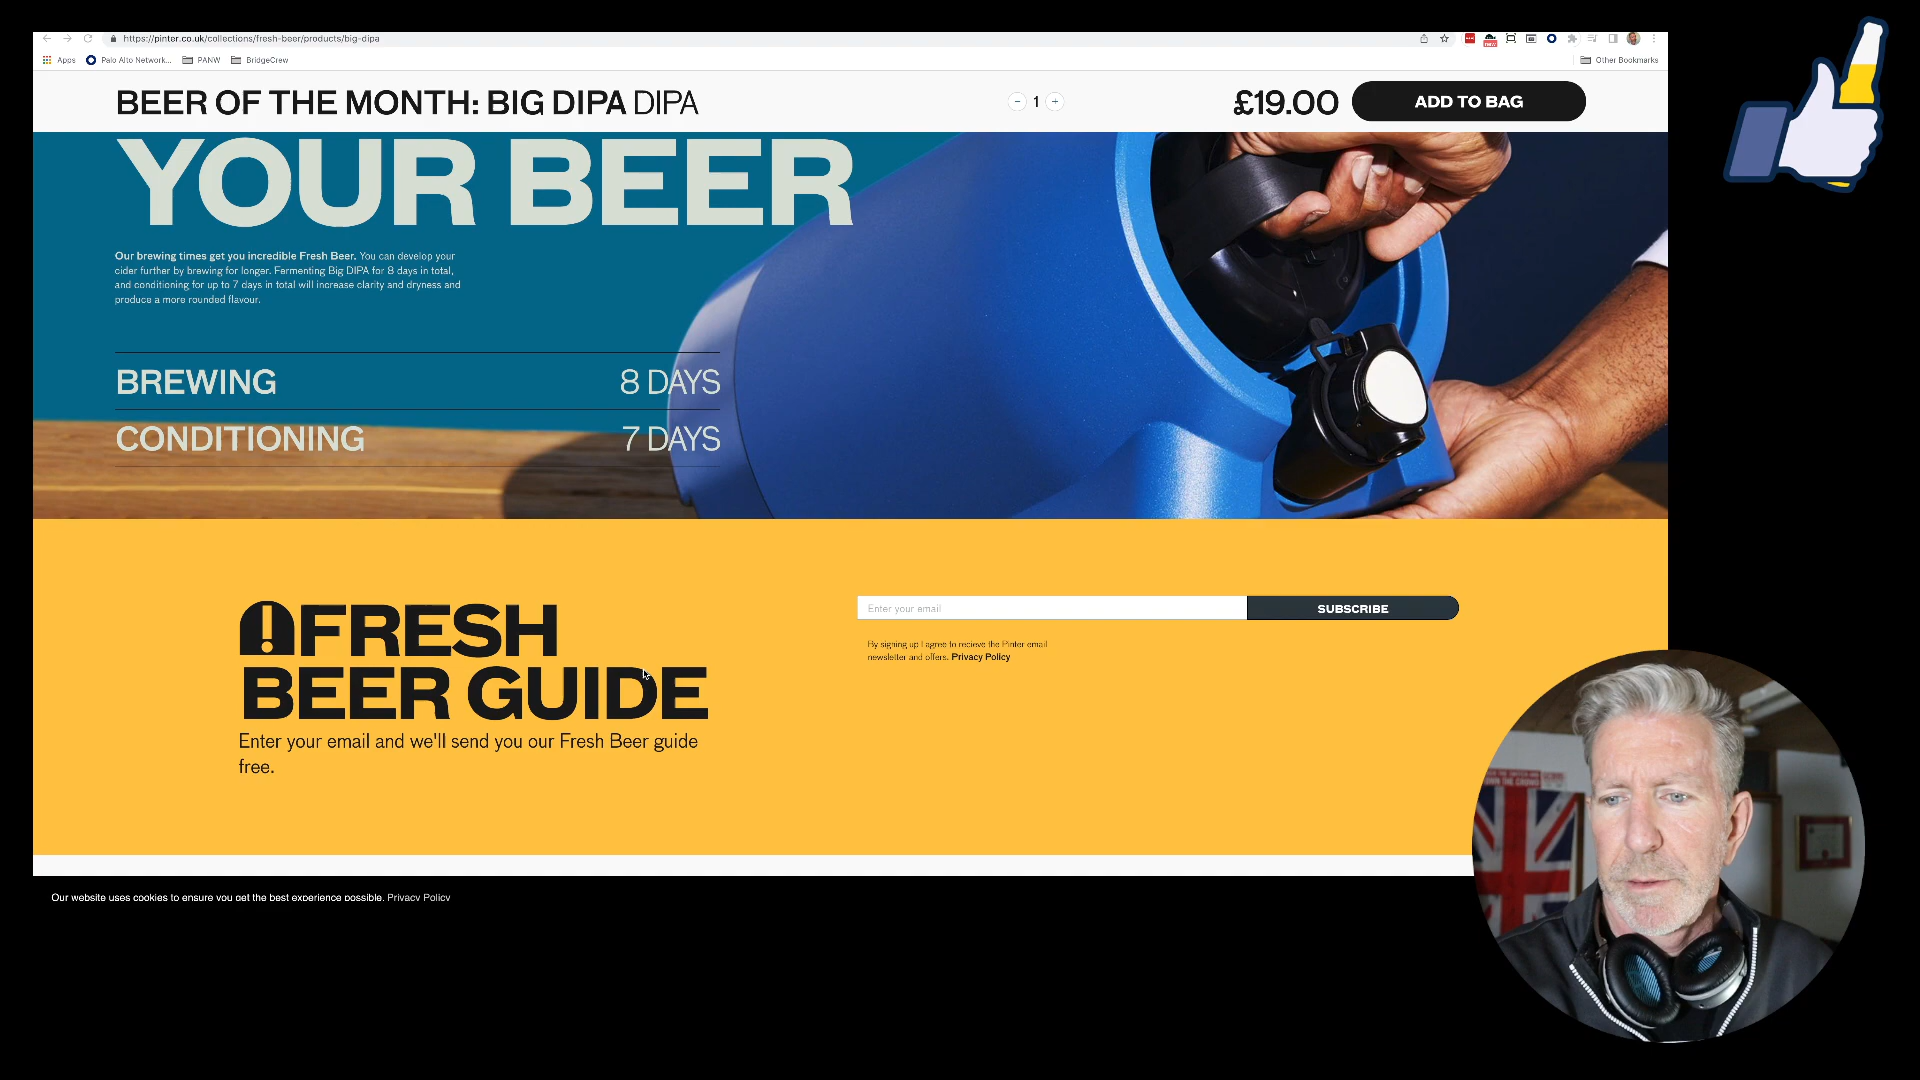 https://pinter.co.uk/collections/fresh-beer/products/big-dipa
Apps Palo Alto Network... PANW BridgeCrew Other Bookmarks
BEER OF THE MONTH: BIG DIPA DIPA − 1 + £19.00 ADD TO BAG
YOUR BEER
Our brewing times get you incredible Fresh Beer. You can develop your
cider further by brewing for longer. Fermenting Big DIPA for 8 days in total,
and conditioning for up to 7 days in total will increase clarity and dryness and
produce a more rounded flavour.
BREWING 8 DAYS
CONDITIONING 7 DAYS
FRESH
BEER GUIDE
Enter your email and we'll send you our Fresh Beer guide
free.
Enter your email SUBSCRIBE
By signing up I agree to recieve the Pinter email
newsletter and offers. Privacy Policy
Our website uses cookies to ensure you get the best experience possible. Privacy Policy